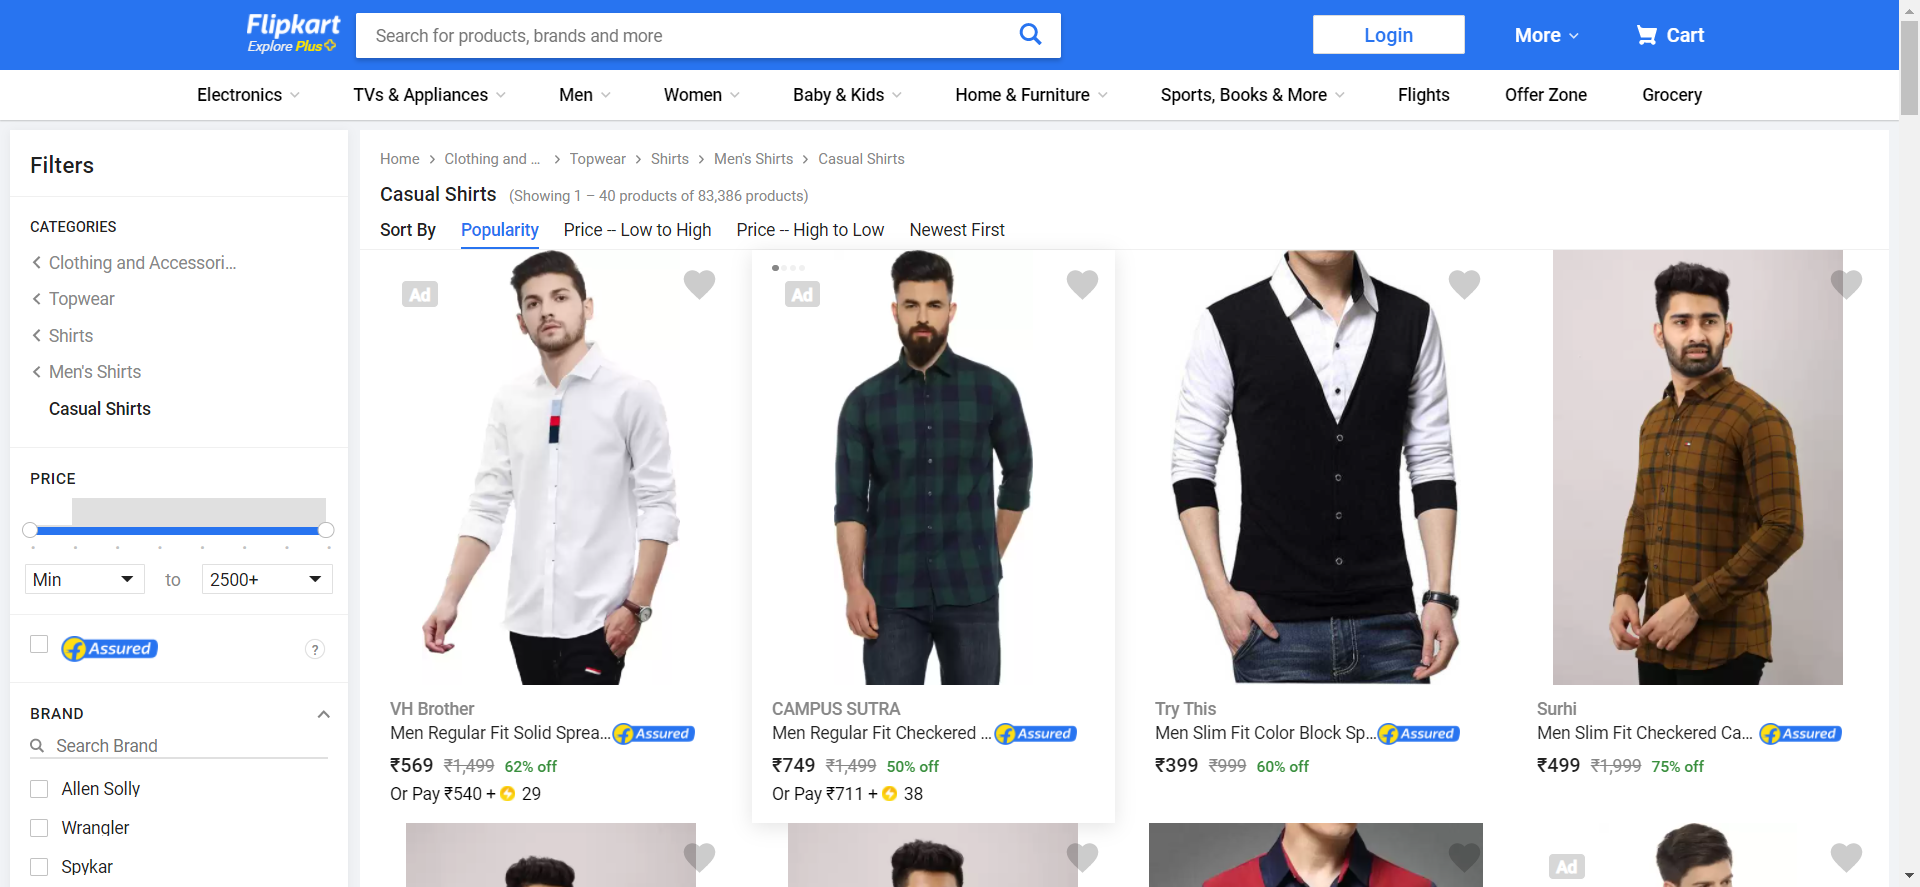 Flipkart
Explore Plus
Search for products, brands and more
Login
More
Cart
Electronics
TVs & Appliances
Men
Women
Baby & Kids
Home & Furniture
Sports, Books & More
Flights
Offer Zone
Grocery
Filters
CATEGORIES
Clothing and Accessori...
Topwear
Shirts
Men's Shirts
Casual Shirts
PRICE
Min to 2500+
Assured ?
BRAND
Search Brand
Allen Solly
Wrangler
Spykar
Home > Clothing and ... > Topwear > Shirts > Men's Shirts > Casual Shirts
Casual Shirts (Showing 1 – 40 products of 83,386 products)
Sort By Popularity Price -- Low to High Price -- High to Low Newest First
Ad
VH Brother
Men Regular Fit Solid Sprea... Assured
₹569 ₹1,499 62% off
Or Pay ₹540 + 29
Ad
CAMPUS SUTRA
Men Regular Fit Checkered ... Assured
₹749 ₹1,499 50% off
Or Pay ₹711 + 38
Try This
Men Slim Fit Color Block Sp... Assured
₹399 ₹999 60% off
Surhi
Men Slim Fit Checkered Ca... Assured
₹499 ₹1,999 75% off
Ad